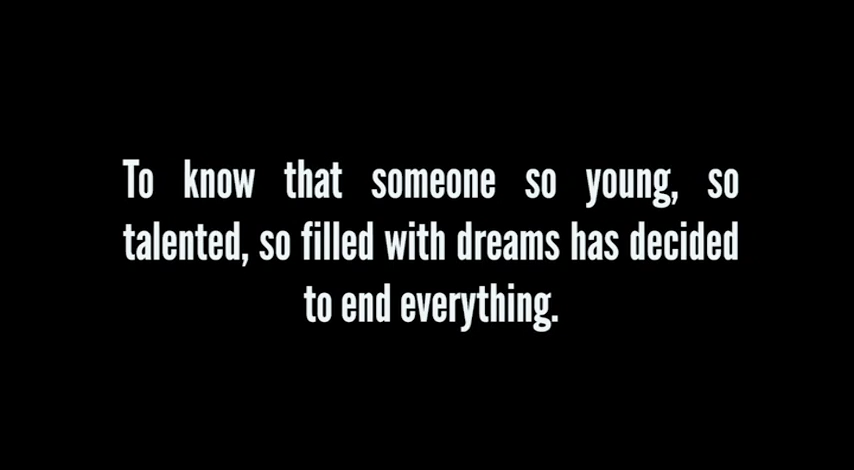 To know that someone so young, so
talented, so filled with dreams has decided
to end everything.